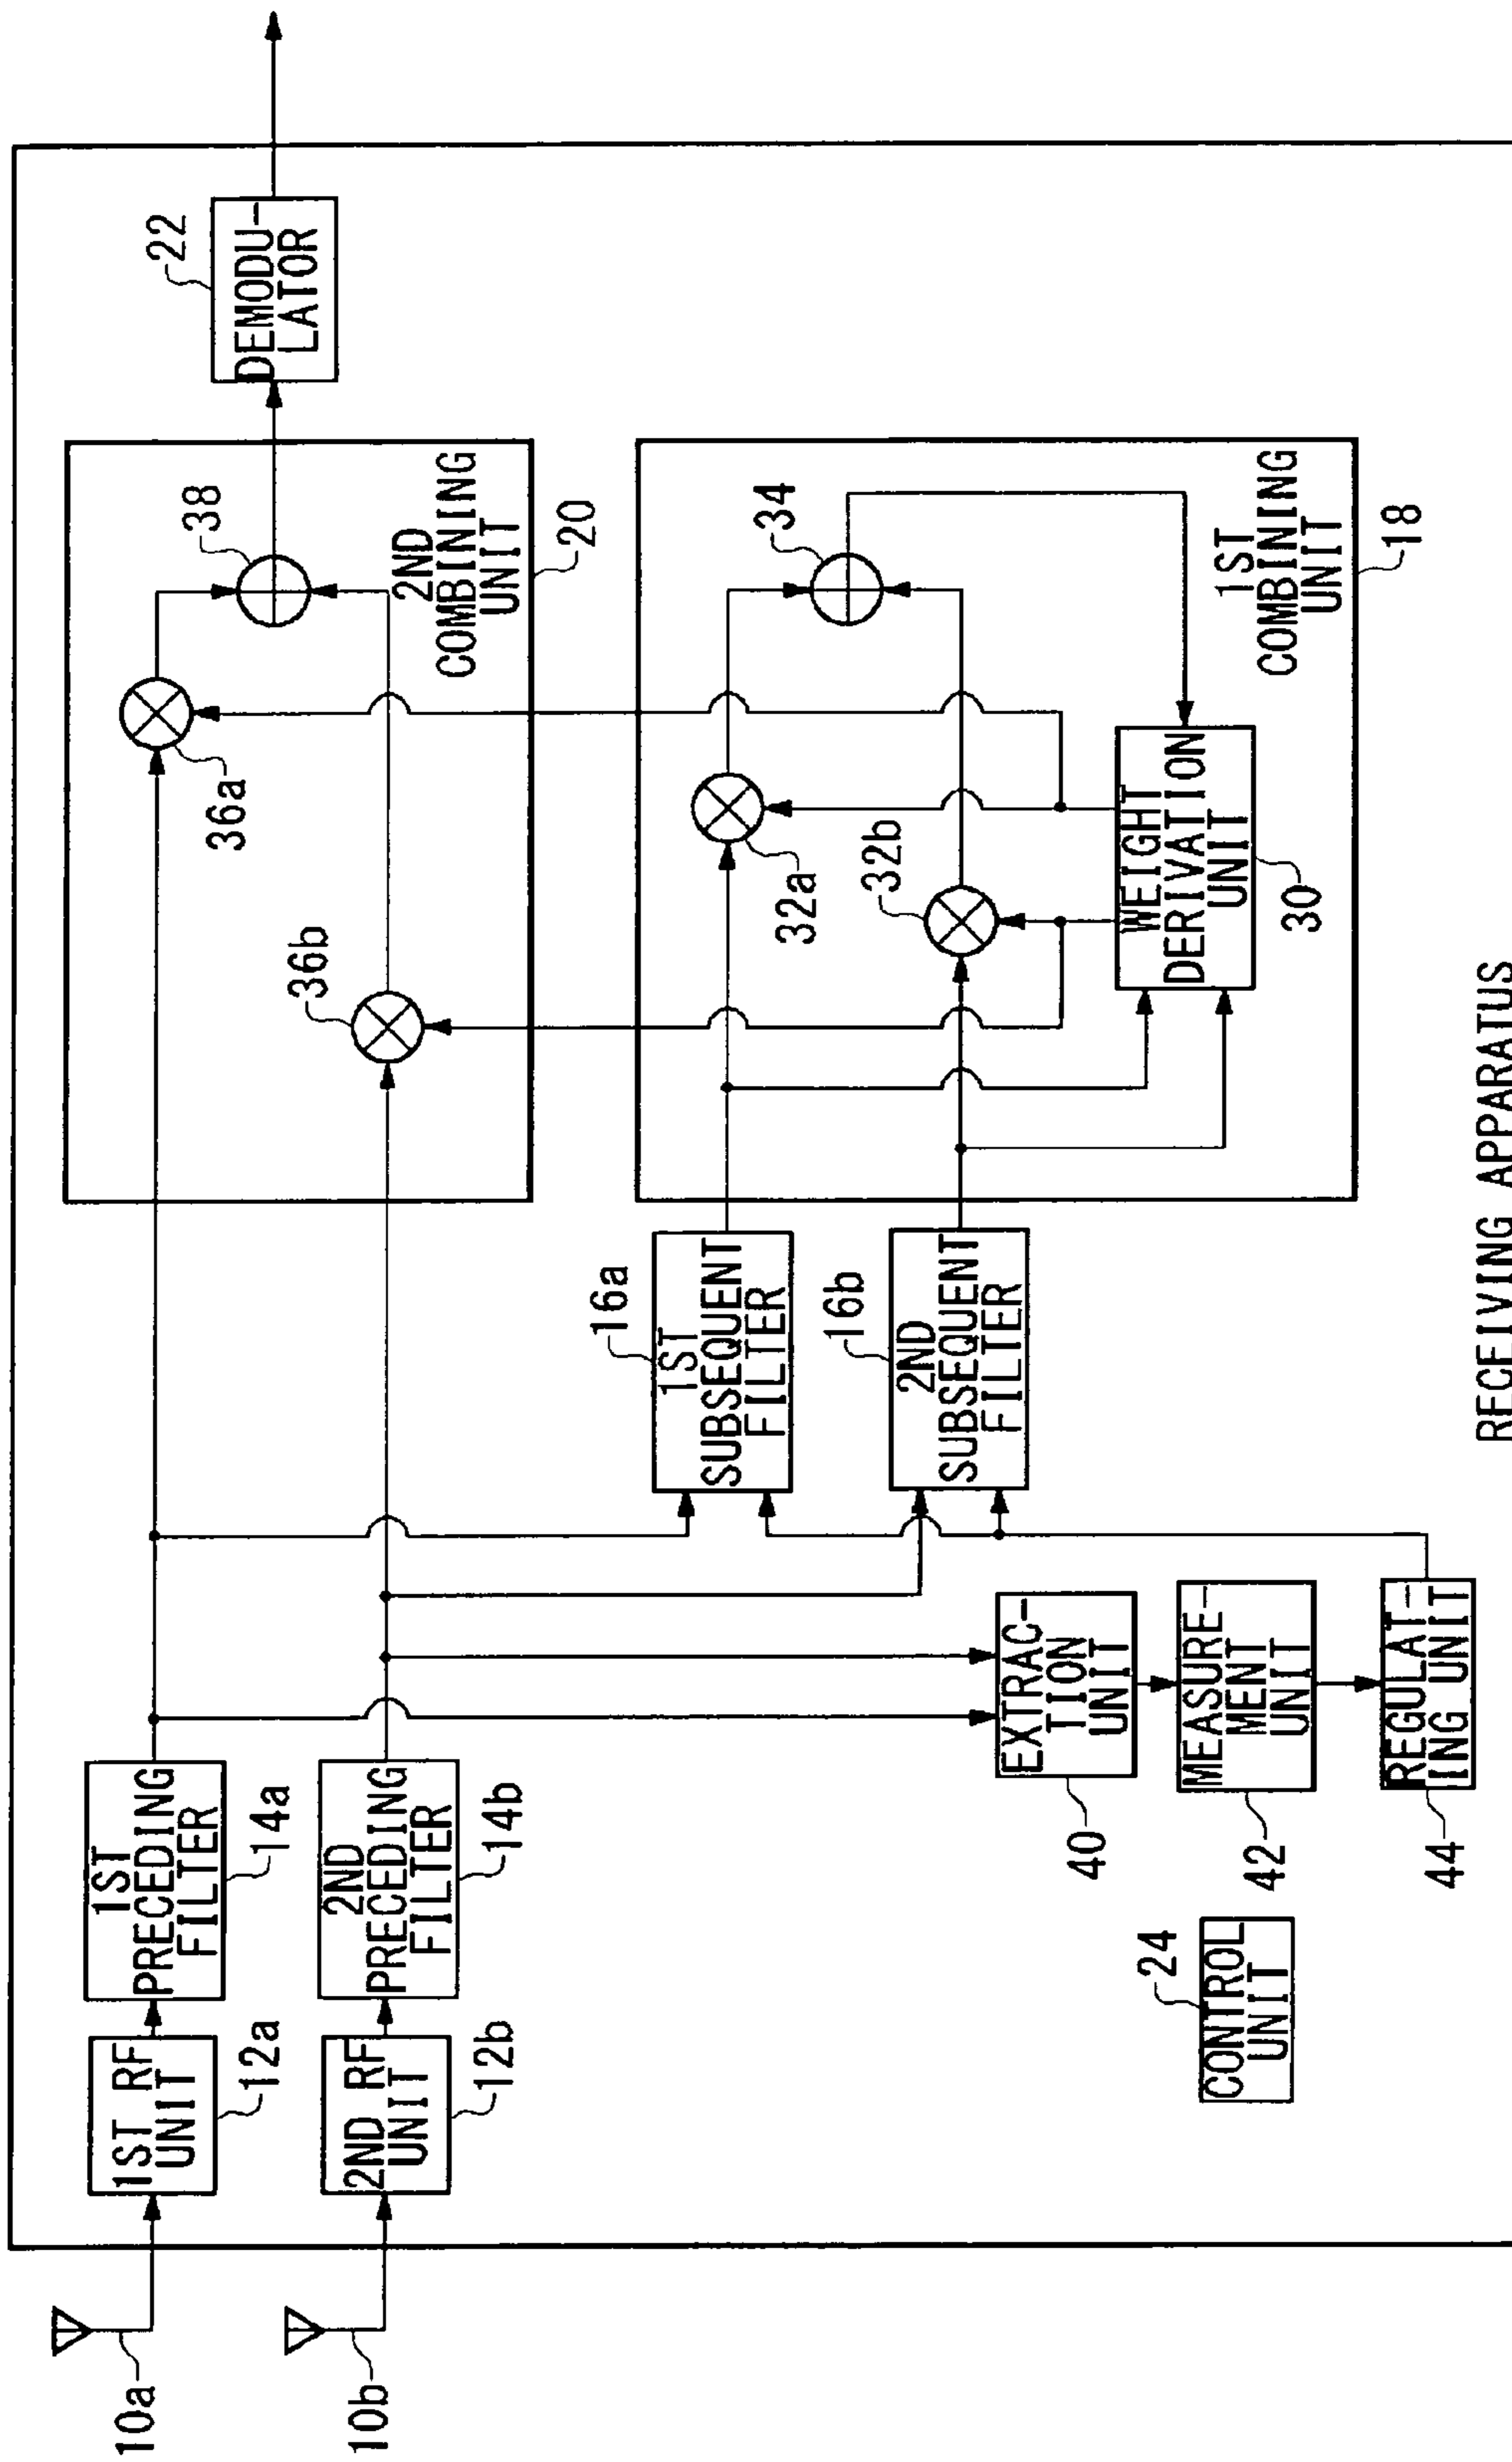 10a
10b
1ST RF
UNIT
12a
2ND RF
UNIT
12b
1ST
PRECEDING
FILTER
14a
2ND
PRECEDING
FILTER
14b
EXTRAC-
TION
UNIT
40
MEASURE-
MENT
UNIT
42
REGULAT-
ING UNIT
44
CONTROL
UNIT
24
16a
1ST
SUBSEQUENT
FILTER
16b
2ND
SUBSEQUENT
FILTER
36a
36b
38
2ND
COMBINING
UNIT
20
32a
32b
34
WEIGHT
DERIVATION
UNIT
30
1ST
COMBINING
UNIT
18
22
DEMODU-
LATOR
RECEIVING APPARATUS